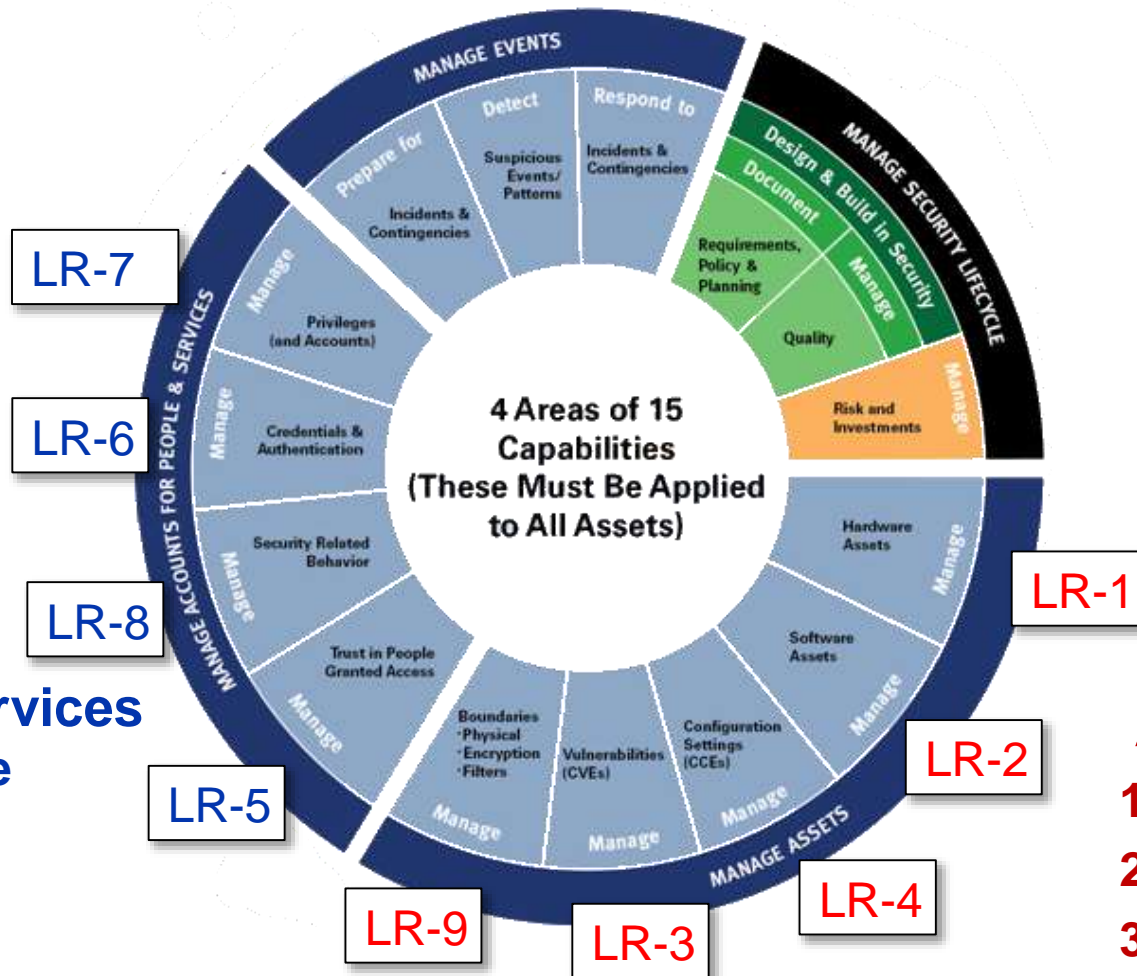 MANAGE EVENTS
Prepare for
Incidents &
Contingencies
Detect
Suspicious
Events/
Patterns
Respond to
Incidents &
Contingencies
MANAGE SECURITY LIFECYCLE
Design & Build in Security
Document
Requirements,
Policy &
Planning
Manage
Quality
Manage
Risk and
Investments
4 Areas of 15
Capabilities
(These Must Be Applied
to All Assets)
MANAGE ACCOUNTS FOR PEOPLE & SERVICES
LR-7
Manage
Privileges
(and Accounts)
LR-6
Manage
Credentials &
Authentication
LR-8
Manage
Security Related
Behavior
LR-5
Manage
Trust in People
Granted Access
MANAGE ASSETS
Hardware
Assets
Manage
LR-1
Software
Assets
Manage
LR-2
Configuration
Settings
(CCEs)
Manage
LR-4
Vulnerabilities
(CVEs)
Manage
LR-3
Boundaries
·Physical
·Encryption
·Filters
Manage
LR-9
rvices
e
1
2
3